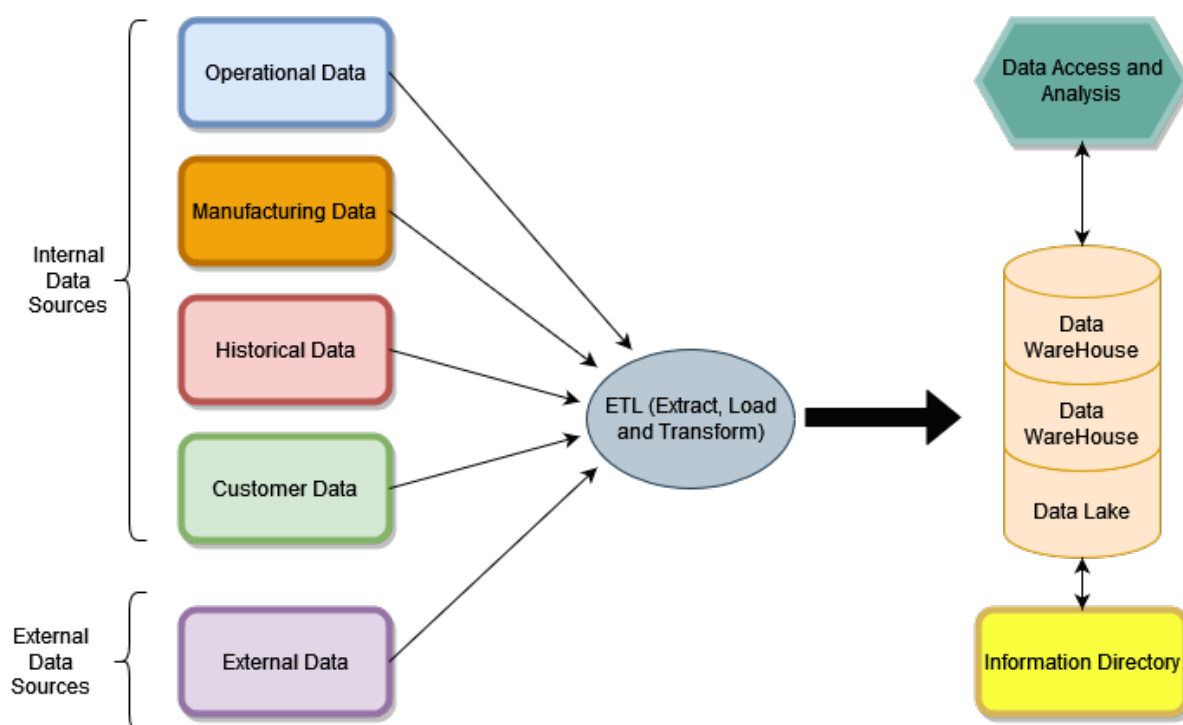 Internal
Data
Sources
Operational Data
Manufacturing Data
Historical Data
Customer Data
External
Data
Sources
External Data
ETL (Extract, Load
and Transform)
Data Access and
Analysis
Data
WareHouse
Data
WareHouse
Data Lake
Information Directory